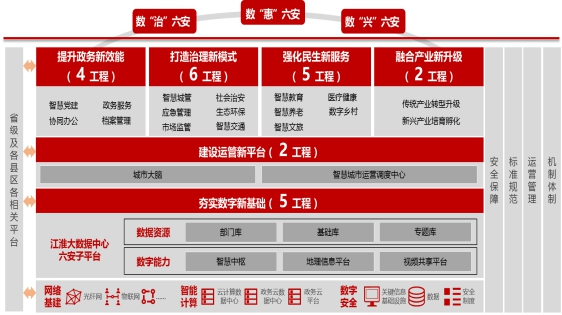 数“治”六安
数“惠”六安
数“兴”六安
提升政务新效能
（4工程）
智慧党建 政务服务
协同办公 档案管理
打造治理新模式
（6工程）
智慧城管 社会治安
应急管理 生态环保
市场监管 智慧交通
强化民生新服务
（5工程）
智慧教育 医疗健康
智慧养老 数字乡村
智慧文旅
融合产业新升级
（2工程）
传统产业转型升级
新兴产业培育孵化
建设运管新平台（2工程）
城市大脑
智慧城市运营调度中心
夯实数字新基础（5工程）
江淮大数据中心
六安子平台
数据资源
部门库
基础库
专题库
数字能力
智慧中枢
地理信息平台
视频共享平台
网络
基建
光纤网
物联网
......
智能
计算
云计算数
据中心
政务云数
据中心
政务云
平台
数字
安全
关键信息
基础设施
数据
安全
制度
省级及各县区各相关平台
安全保障
标准规范
运营管理
机制体制